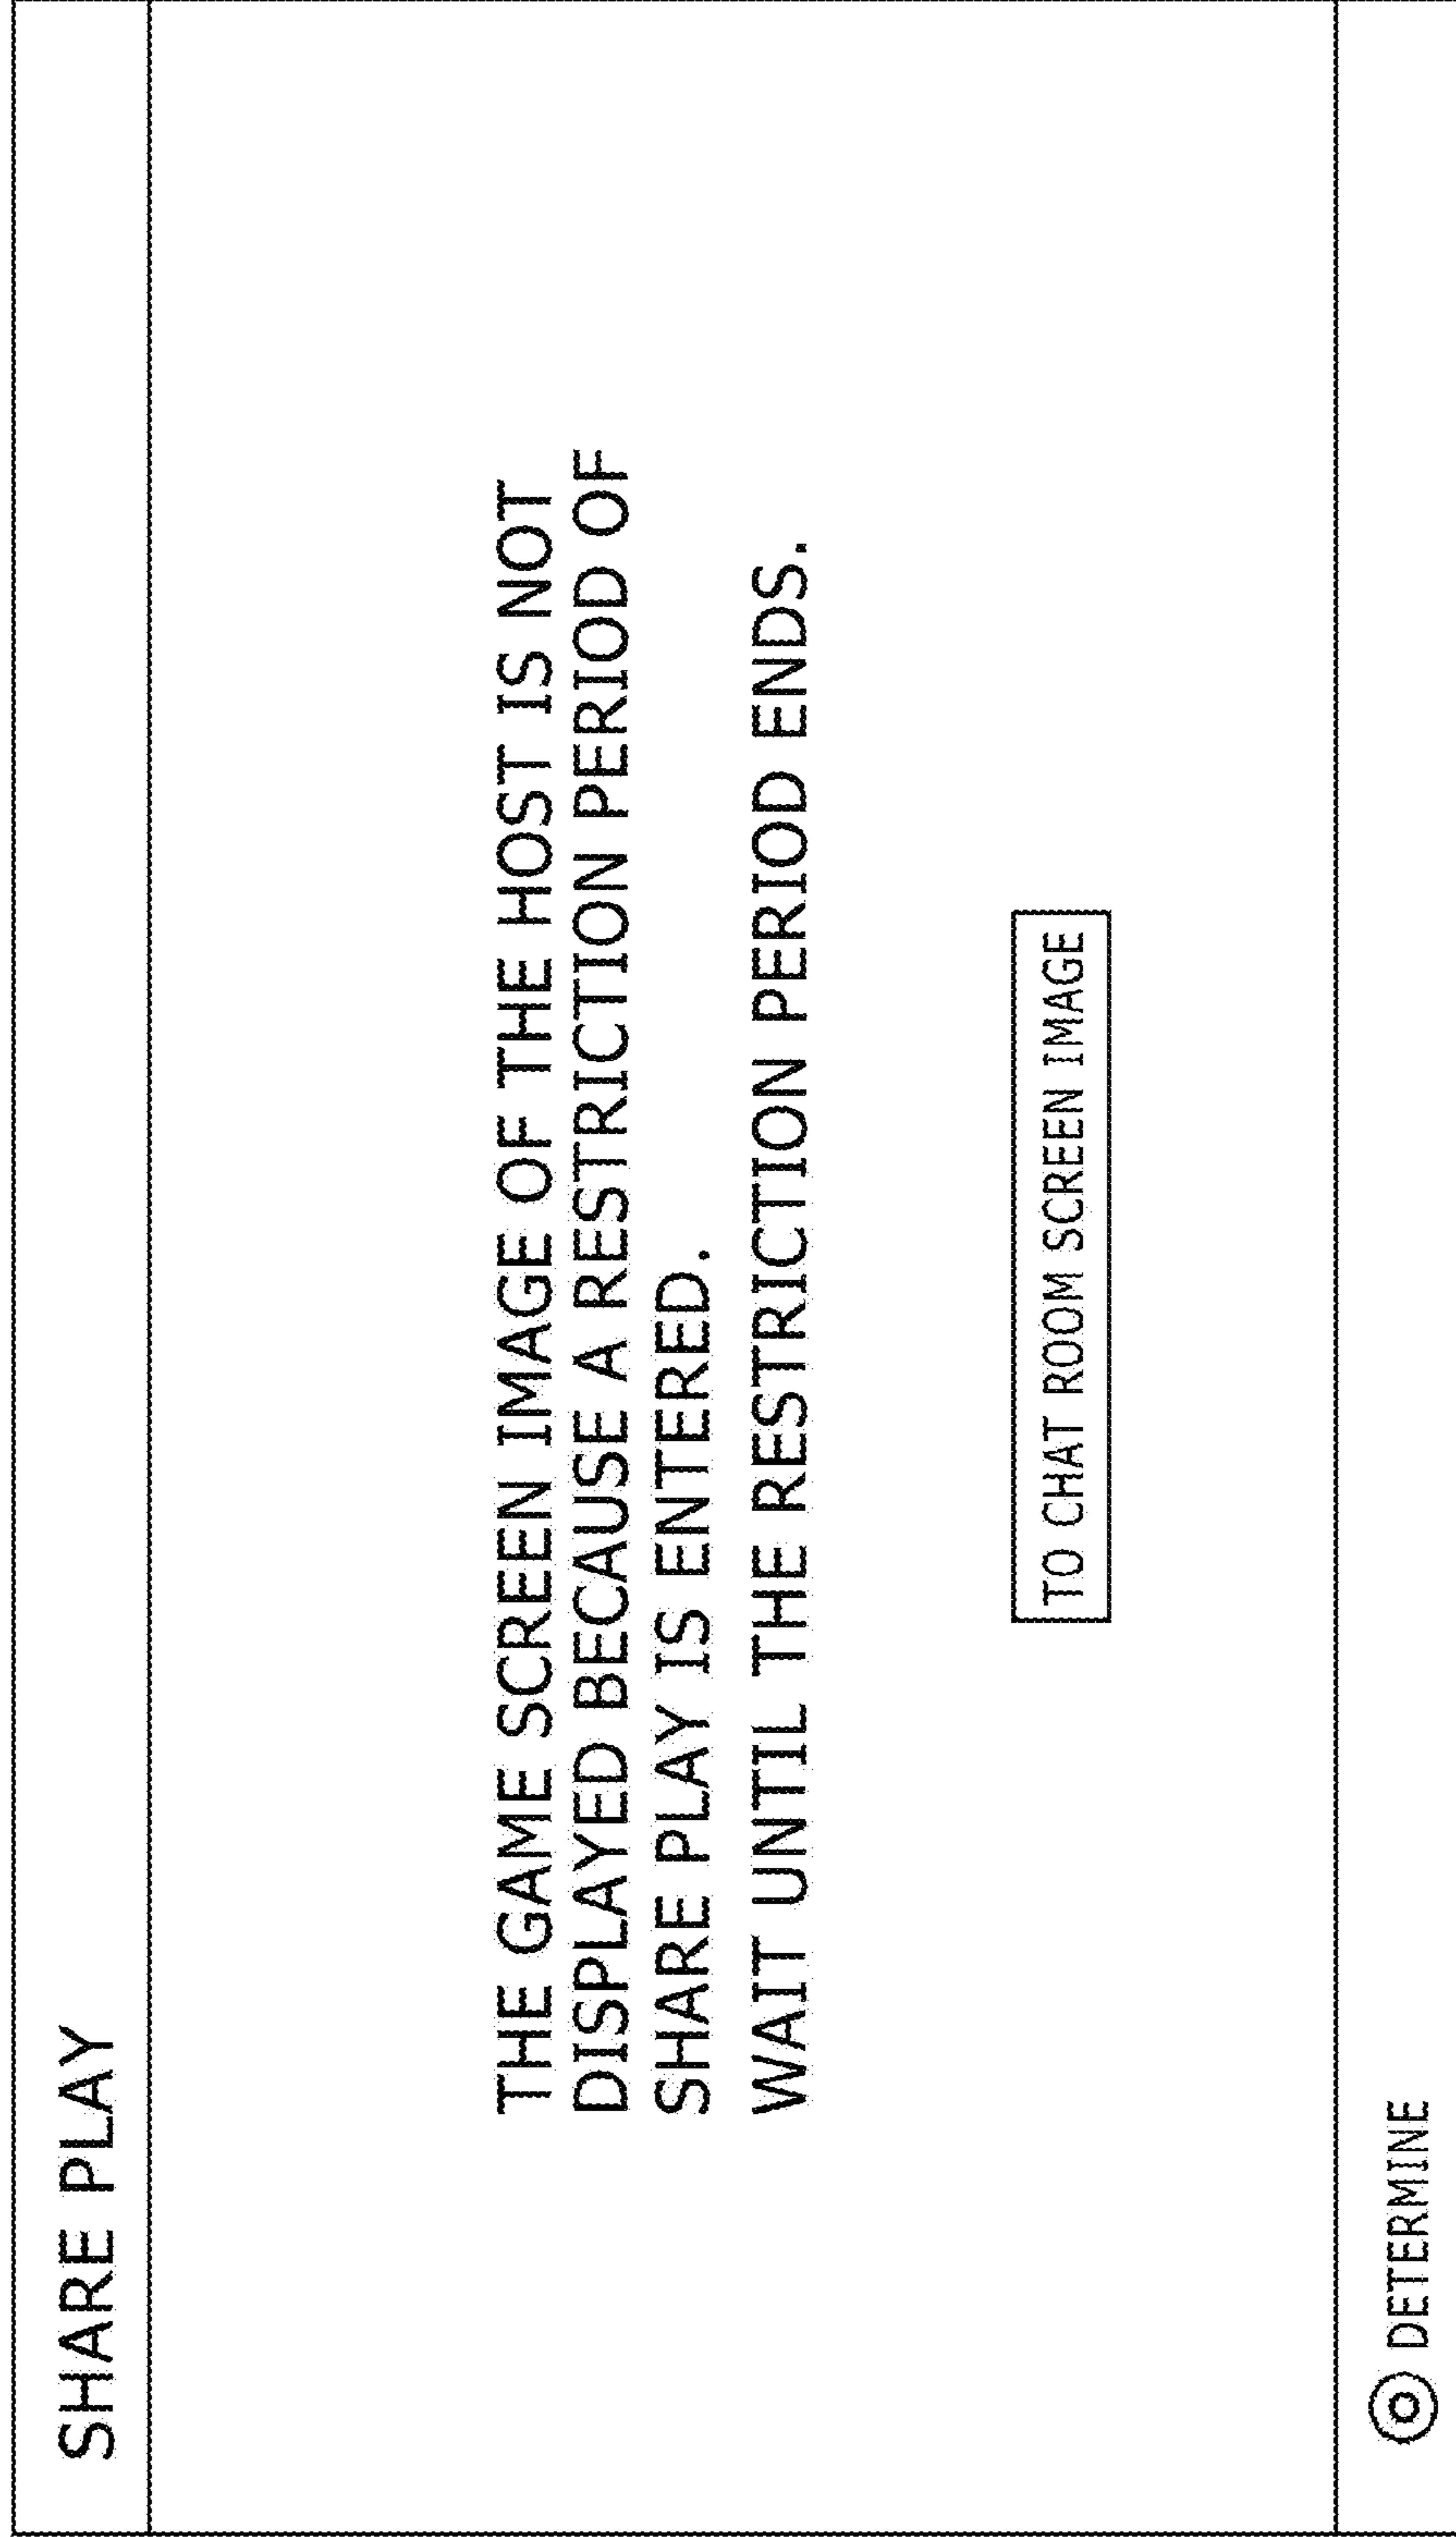 SHARE PLAY
THE GAME SCREEN IMAGE OF THE HOST IS NOT
DISPLAYED BECAUSE A RESTRICTION PERIOD OF
SHARE PLAY IS ENTERED.
WAIT UNTIL THE RESTRICTION PERIOD ENDS.
TO CHAT ROOM SCREEN IMAGE
DETERMINE